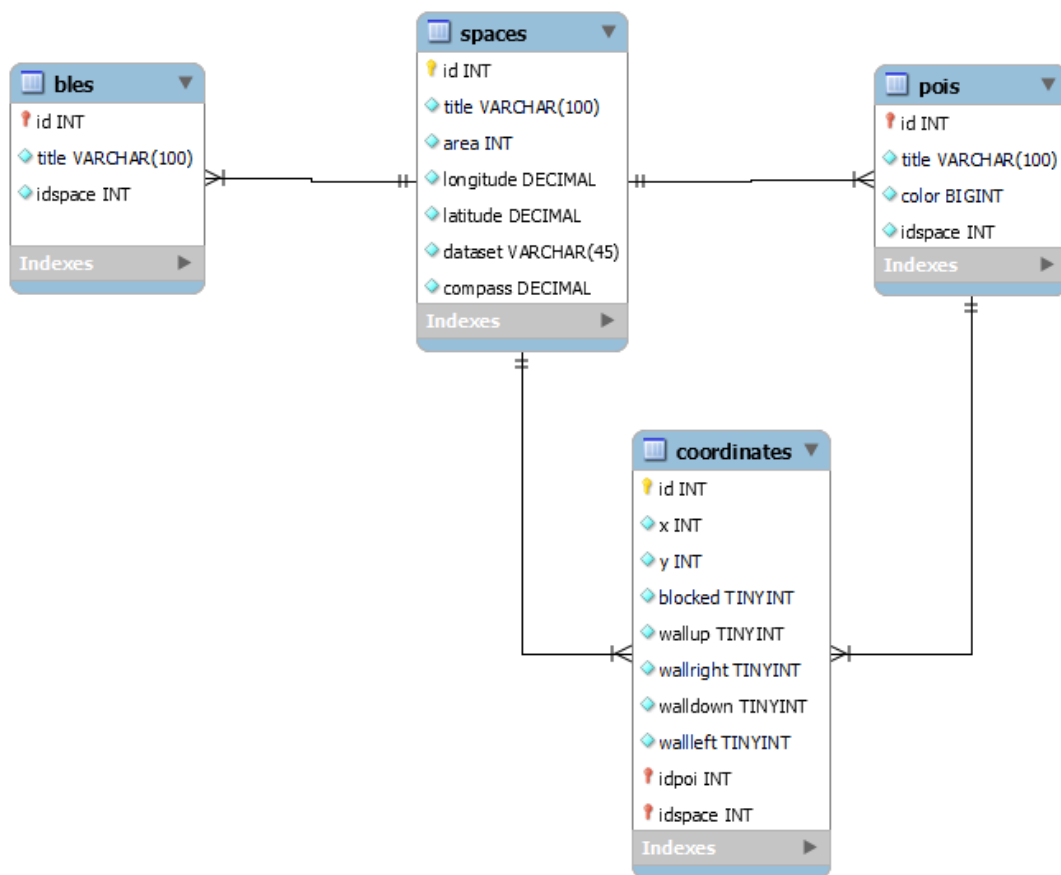 bles
id INT
title VARCHAR(100)
idspace INT
Indexes
spaces
id INT
title VARCHAR(100)
area INT
longitude DECIMAL
latitude DECIMAL
dataset VARCHAR(45)
compass DECIMAL
Indexes
pois
id INT
title VARCHAR(100)
color BIGINT
idspace INT
Indexes
coordinates
id INT
x INT
y INT
blocked TINYINT
wallup TINYINT
wallright TINYINT
walldown TINYINT
wallleft TINYINT
idpoi INT
idspace INT
Indexes